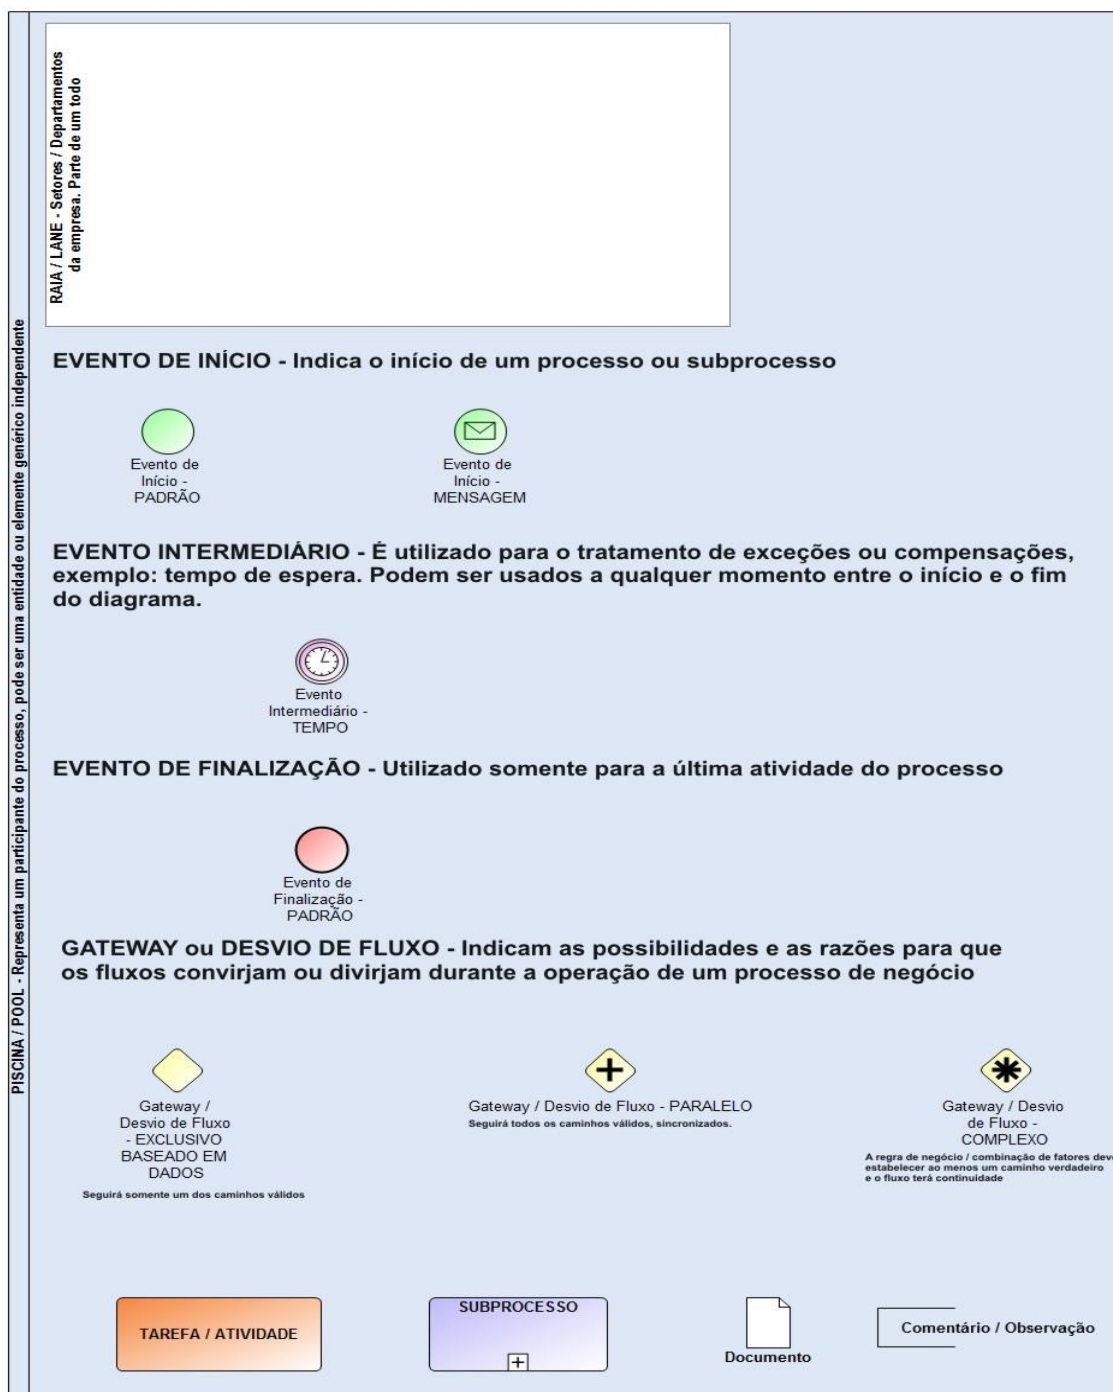 PISCINA / POOL - Representa um participante do processo, pode ser uma entidade ou elemente genérico independente
RAIA / LANE - Setores / Departamentos
da empresa. Parte de um todo
EVENTO DE INÍCIO - Indica o início de um processo ou subprocesso
Evento de
Início -
PADRÃO
Evento de
Início -
MENSAGEM
EVENTO INTERMEDIÁRIO - É utilizado para o tratamento de exceções ou compensações,
exemplo: tempo de espera. Podem ser usados a qualquer momento entre o início e o fim
do diagrama.
Evento
Intermediário -
TEMPO
EVENTO DE FINALIZAÇÃO - Utilizado somente para a última atividade do processo
Evento de
Finalização -
PADRÃO
GATEWAY ou DESVIO DE FLUXO - Indicam as possibilidades e as razões para que
os fluxos convirjam ou divirjam durante a operação de um processo de negócio
Gateway /
Desvio de Fluxo
- EXCLUSIVO
BASEADO EM
DADOS
Seguirá somente um dos caminhos válidos
Gateway / Desvio de Fluxo - PARALELO
Seguirá todos os caminhos válidos, sincronizados.
Gateway / Desvio
de Fluxo -
COMPLEXO
A regra de negócio / combinação de fatores deve
estabelecer ao menos um caminho verdadeiro
e o fluxo terá continuidade
TAREFA / ATIVIDADE
SUBPROCESSO
Documento
Comentário / Observação